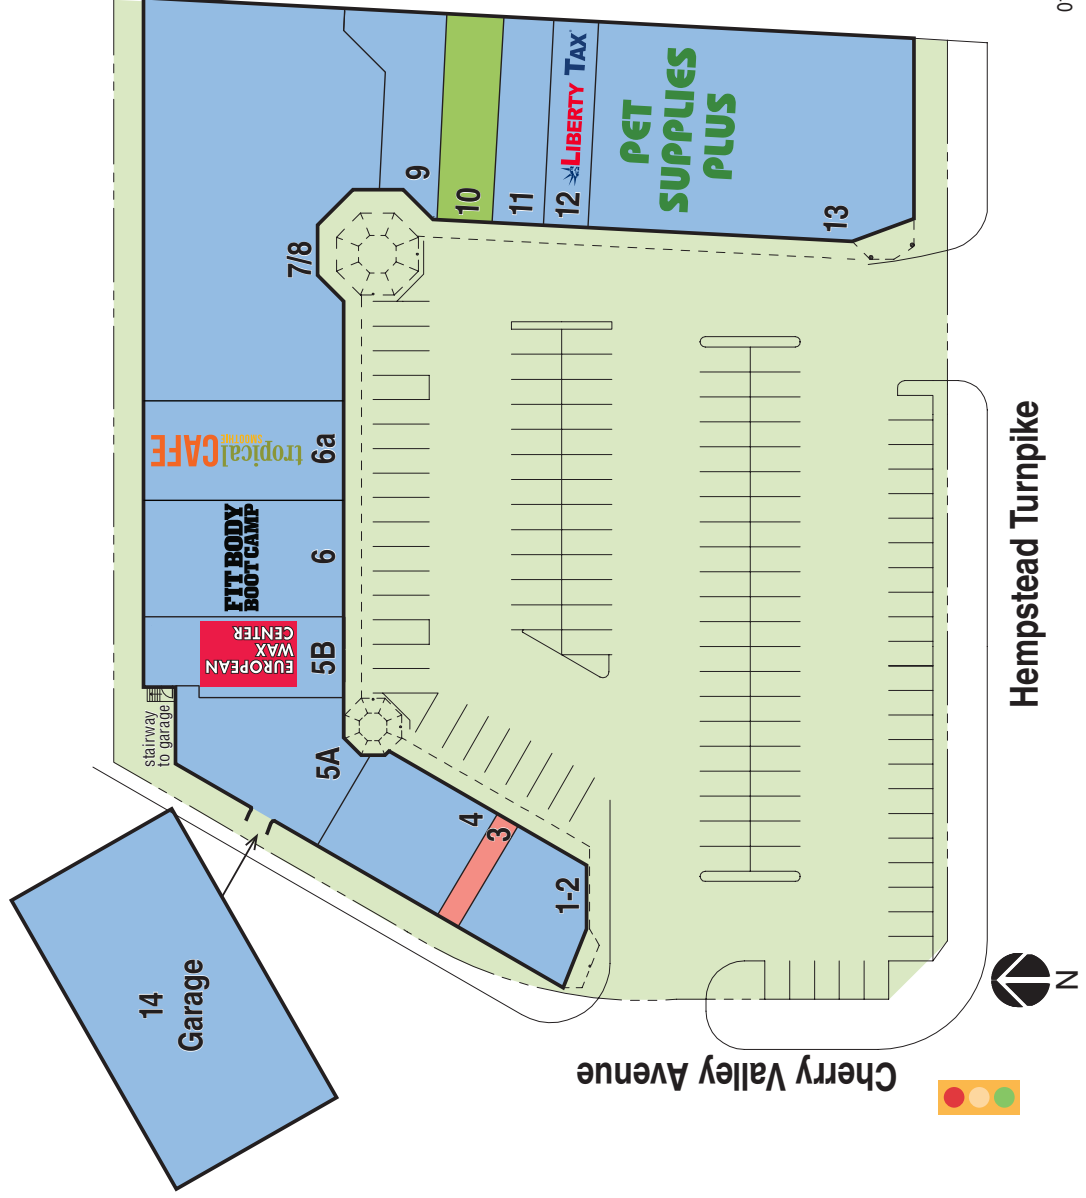 01
9
10
11
12
LIBERTY TAX
PET
SUPPLIES
PLUS
13
7/8
tropical
SMOOTHIE
CAFE
6a
FIT BODY
BOOT CAMP
6
EUROPEAN
WAX
CENTER
5B
stairway
to garage
5A
4
3
1-2
14
Garage
Hempstead Turnpike
Cherry Valley Avenue
N